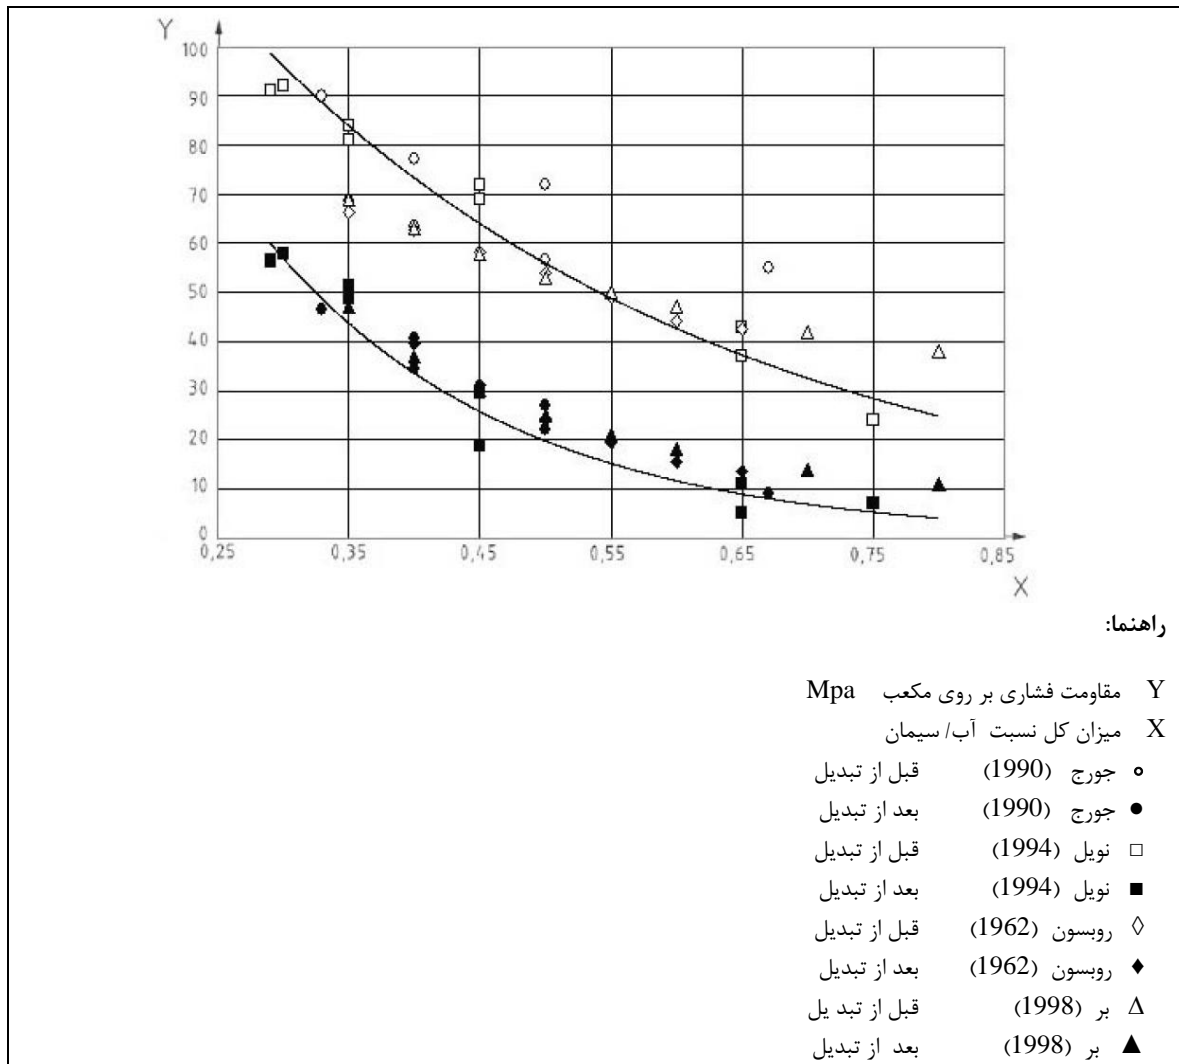 Y
100
90
80
70
60
50
40
30
20
10
0
0,25 0,35 0,45 0,55 0,65 0,75 0,85
X
راهنما:
Y مقاومت فشاری بر روی مکعب Mpa
X میزان کل نسبت آب/ سیمان
جورج (1990) قبل از تبدیل
جورج (1990) بعد از تبدیل
نویل (1994) قبل از تبدیل
نویل (1994) بعد از تبدیل
روبسون (1962) قبل از تبدیل
روبسون (1962) بعد از تبدیل
بر (1998) قبل از تبد یل
بر (1998) بعد از تبدیل